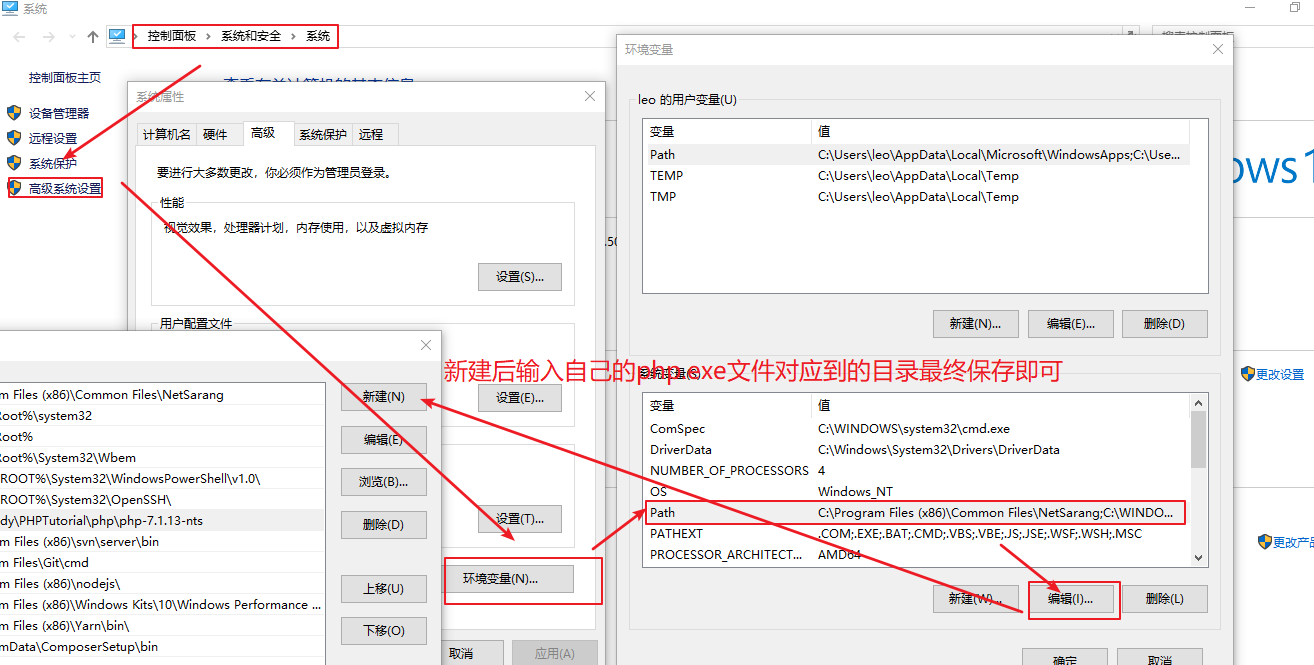 系统
控制面板 > 系统和安全 > 系统
控制面板主页
设备管理器
远程设置
系统保护
高级系统设置
系统属性
计算机名
硬件
高级
系统保护
远程
要进行大多数更改，你必须作为管理员登录。
性能
视觉效果，处理器计划，内存使用，以及虚拟内存
设置(S)...
用户配置文件
设置(E)...
设置(T)...
环境变量(N)...
取消
应用(A)
m Files (x86)\Common Files\NetSarang
Root%\system32
Root%
Root%\System32\Wbem
ROOT%\System32\WindowsPowerShell\v1.0\
ROOT%\System32\OpenSSH\
dy\PHPTutorial\php\php-7.1.13-nts
m Files (x86)\svn\server\bin
m Files\Git\cmd
m Files (x86)\nodejs\
m Files (x86)\Windows Kits\10\Windows Performance ...
m Files (x86)\Yarn\bin\
mData\ComposerSetup\bin
新建(N)
编辑(E)
浏览(B)...
删除(D)
上移(U)
下移(O)
新建后输入自己的php.exe文件对应到的目录最终保存即可
环境变量
leo 的用户变量(U)
变量 值
Path C:\Users\leo\AppData\Local\Microsoft\WindowsApps;C:\Use...
TEMP C:\Users\leo\AppData\Local\Temp
TMP C:\Users\leo\AppData\Local\Temp
新建(N)...
编辑(E)...
删除(D)
系统变量(S)
变量 值
ComSpec C:\WINDOWS\system32\cmd.exe
DriverData C:\Windows\System32\Drivers\DriverData
NUMBER_OF_PROCESSORS 4
OS Windows_NT
Path C:\Program Files (x86)\Common Files\NetSarang;C:\WINDO...
PATHEXT .COM;.EXE;.BAT;.CMD;.VBS;.VBE;.JS;.JSE;.WSF;.WSH;.MSC
PROCESSOR_ARCHITECT... AMD64
新建(W)...
编辑(I)...
删除(L)
确定
取消
ows 1
更改设置
更改产品